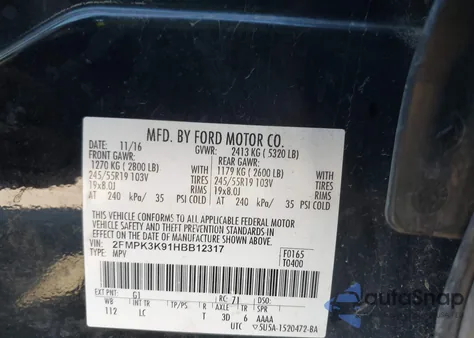 MFD. BY FORD MOTOR CO.
DATE: 11/16 GVWR: 2413 KG ( 5320 LB)
FRONT GAWR: REAR GAWR:
1270 KG ( 2800 LB) WITH 1179 KG ( 2600 LB) WITH
245/55R19 103V TIRES 245/55R19 103V TIRES
19x8.0J RIMS 19x8.0J RIMS
AT 240 kPa/ 35 PSI COLD AT 240 kPa/ 35 PSI COLD
THIS VEHICLE CONFORMS TO ALL APPLICABLE FEDERAL MOTOR VEHICLE
SAFETY AND THEFT PREVENTION STANDARDS IN
EFFECT ON THE DATE OF MANUFACTURE SHOWN ABOVE.
VIN: 2FMPK3K91HBB12317 F0165
TYPE: MPV T0400
EXT PNT: G1 RC: 71 DSO:
WB INT TR TP/PS R AXLE TR SPR
112 LC T 3D 6 AAAA
UTC 5U5A-1520472-BA
autoSnap